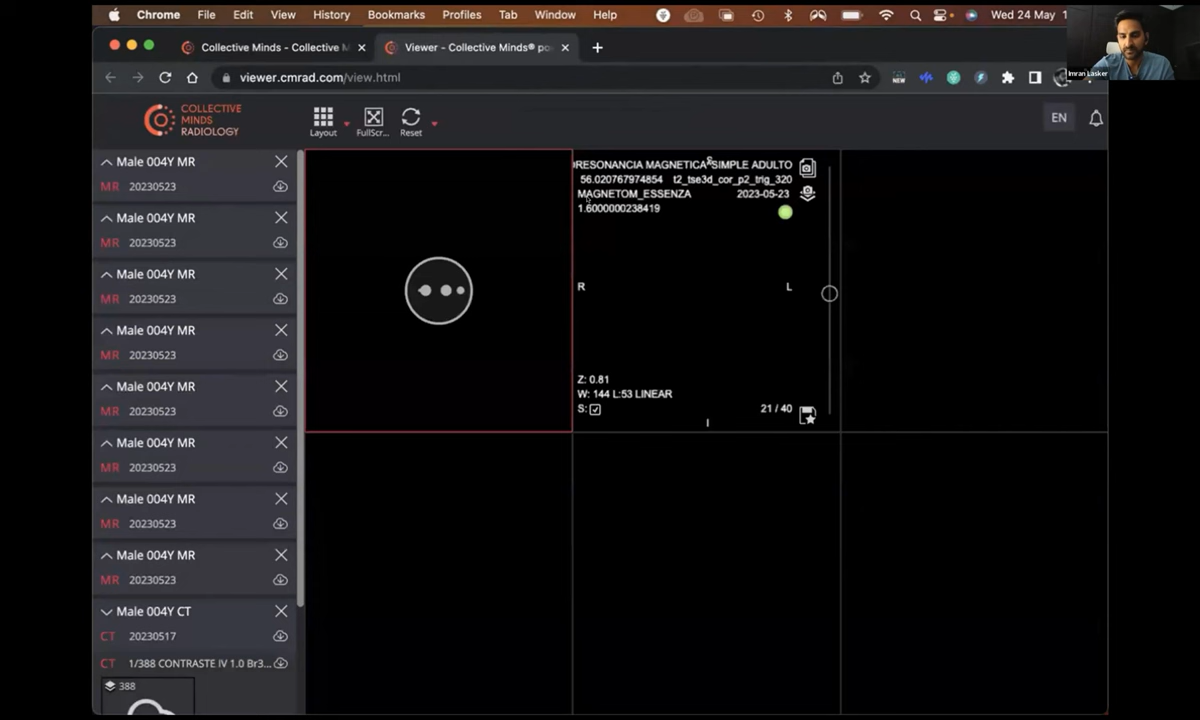 Chrome File Edit View History Bookmarks Profiles Tab Window Help Wed 24 May 1
Collective Minds - Collective M
Viewer - Collective Minds® po
viewer.cmrad.com/view.html
NEW
Imran Lasker
COLLECTIVE
MINDS
RADIOLOGY
Layout
FullScr...
Reset
EN
Male 004Y MR
MR 20230523
Male 004Y MR
MR 20230523
Male 004Y MR
MR 20230523
Male 004Y MR
MR 20230523
Male 004Y MR
MR 20230523
Male 004Y MR
MR 20230523
Male 004Y MR
MR 20230523
Male 004Y MR
MR 20230523
Male 004Y CT
CT 20230517
CT 1/388 CONTRASTE IV 1.0 Br3...
388
RESONANCIA MAGNETICA SIMPLE ADULTO
S
56.020767974854 t2_tse3d_cor_p2_trig_320
MAGNETOM_ESSENZA 2023-05-23
1.6000000238419
R L
Z: 0.81
W: 144 L:53 LINEAR
S: 21 / 40
I